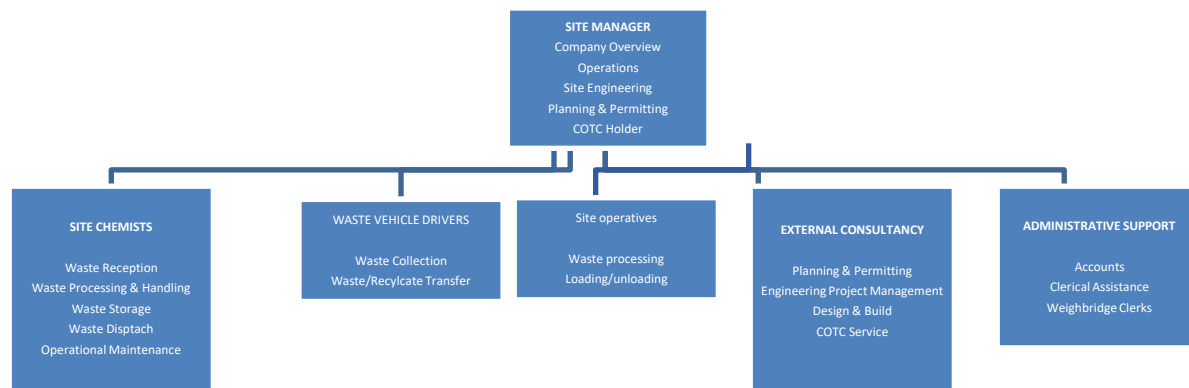 SITE MANAGER
Company Overview
Operations
Site Engineering
Planning & Permitting
COTC Holder
SITE CHEMISTS
Waste Reception
Waste Processing & Handling
Waste Storage
Waste Disptach
Operational Maintenance
WASTE VEHICLE DRIVERS
Waste Collection
Waste/Recylcate Transfer
Site operatives
Waste processing
Loading/unloading
EXTERNAL CONSULTANCY
Planning & Permitting
Engineering Project Management
Design & Build
COTC Service
ADMINISTRATIVE SUPPORT
Accounts
Clerical Assistance
Weighbridge Clerks